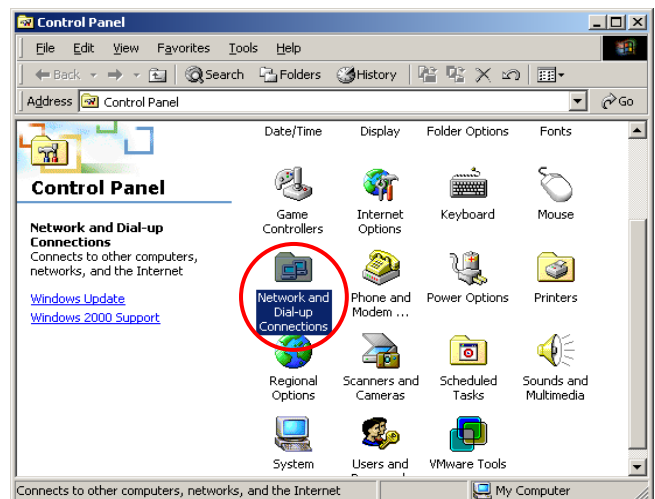 Control Panel
File Edit View Favorites Tools Help
Back Search Folders History
Address Control Panel Go
Control Panel
Network and Dial-up
Connections
Connects to other computers,
networks, and the Internet
Windows Update
Windows 2000 Support
Date/Time Display Folder Options Fonts
Game
Controllers
Internet
Options
Keyboard
Mouse
Network and
Dial-up
Connections
Phone and
Modem ...
Power Options
Printers
Regional
Options
Scanners and
Cameras
Scheduled
Tasks
Sounds and
Multimedia
System
Users and
VMware Tools
Connects to other computers, networks, and the Internet
My Computer